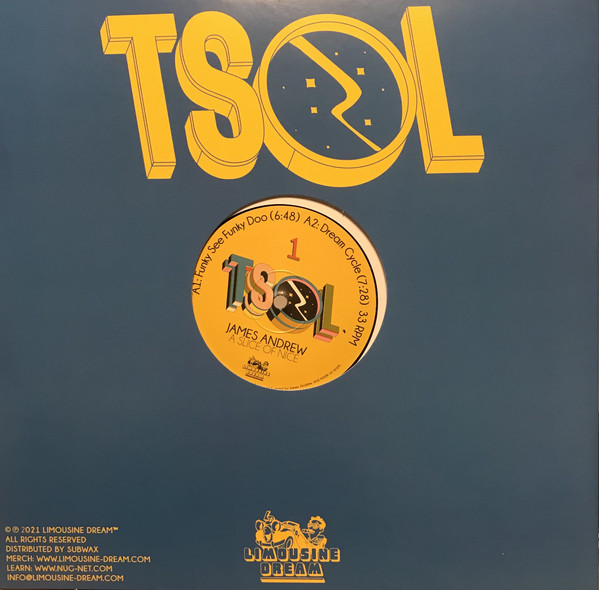 TSOL
A1: Funky See Funky Doo (6:48) A2: Dream Cycle (7:28) 33 RPM
1
TSOL
JAMES ANDREW
A SLICE OF NICE
LIMOUSINE
DREAM
© ℗ 2021 LIMOUSINE DREAM™
ALL RIGHTS RESERVED
DISTRIBUTED BY SUBWAX
MERCH: WWW.LIMOUSINE-DREAM.COM
LEARN: WWW.NUG-NET.COM
INFO@LIMOUSINE-DREAM.COM
LIMOUSINE
DREAM